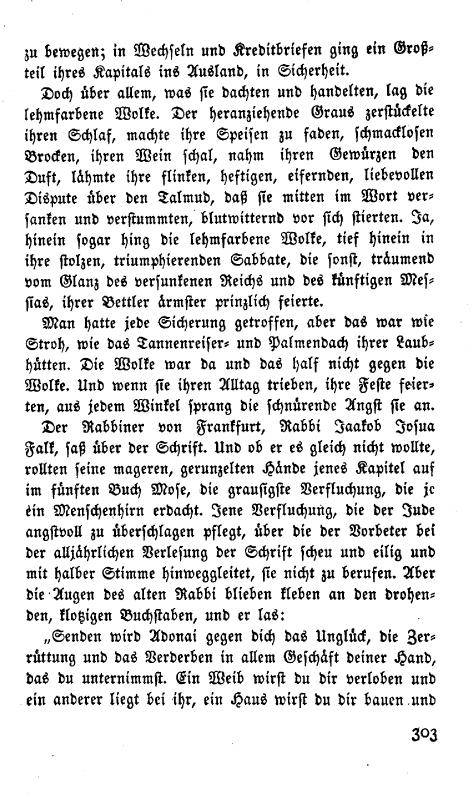 zu bewegen; in Wechseln und Kreditbriefen ging ein Groß-
teil ihres Kapitals ins Ausland, in Sicherheit.
Doch über allem, was sie dachten und handelten, lag die
lehmfarbene Wolke. Der heranziehende Graus zerstückelte
ihren Schlaf, machte ihre Speisen zu faden, schmacklosen
Brocken, ihren Wein schal, nahm ihren Gewürzen den
Duft, lähmte ihre flinken, heftigen, eifernden, liebevollen
Dispute über den Talmud, daß sie mitten im Wort ver-
sanken und verstummten, blutwitternd vor sich stierten. Ja,
hinein sogar hing die lehmfarbene Wolke, tief hinein in
ihre stolzen, triumphierenden Sabbate, die sonst, träumend
vom Glanz des versunkenen Reichs und des künftigen Mes-
sias, ihrer Bettler ärmster prinzlich feierte.
Man hatte jede Sicherung getroffen, aber das war wie
Stroh, wie das Tannenreiser- und Palmendach ihrer Laub-
hütten. Die Wolke war da und das half nicht gegen die
Wolke. Und wenn sie ihren Alltag trieben, ihre Feste feier-
ten, aus jedem Winkel sprang die schnürende Angst sie an.
Der Rabbiner von Frankfurt, Rabbi Jaakob Josua
Falk, saß über der Schrift. Und ob er es gleich nicht wollte,
rollten seine mageren, gerunzelten Hände jenes Kapitel auf
im fünften Buch Mose, die grausigste Verfluchung, die je
ein Menschenhirn erdacht. Jene Verfluchung, die der Jude
angstvoll zu überschlagen pflegt, über die der Vorbeter bei
der alljährlichen Verlesung der Schrift scheu und eilig und
mit halber Stimme hinweggleitet, sie nicht zu berufen. Aber
die Augen des alten Rabbi blieben kleben an den drohen-
den, klotzigen Buchstaben, und er las:
„Senden wird Adonai gegen dich das Unglück, die Zer-
rüttung und das Verderben in allem Geschäft deiner Hand,
das du unternimmst. Ein Weib wirst du dir verloben und
ein anderer liegt bei ihr, ein Haus wirst du dir bauen und
303